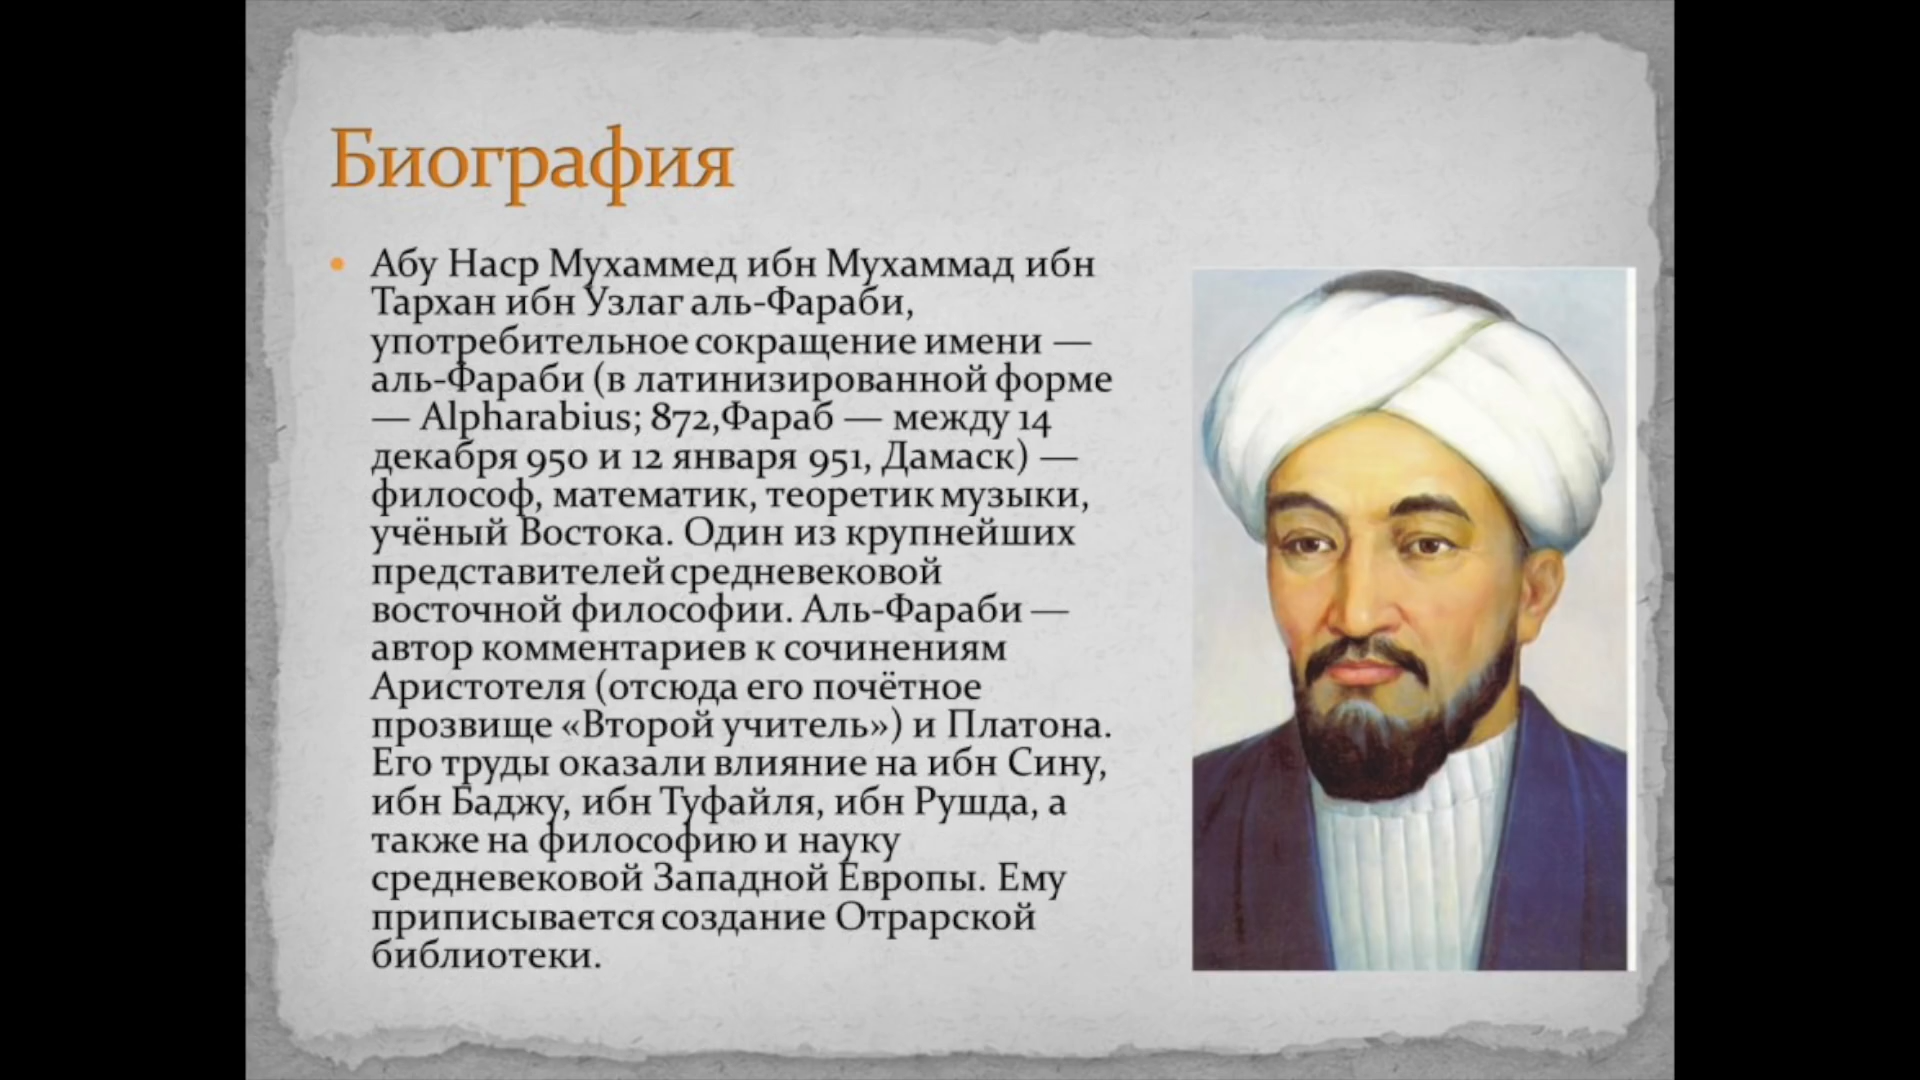 Биография
• Абу Наср Мухаммед ибн Мухаммад ибн
Тархан ибн Узлаг аль-Фараби,
употребительное сокращение имени —
аль-Фараби (в латинизированной форме
— Alpharabius; 872,Фараб — между 14
декабря 950 и 12 января 951, Дамаск) —
философ, математик, теоретик музыки,
учёный Востока. Один из крупнейших
представителей средневековой
восточной философии. Аль-Фараби —
автор комментариев к сочинениям
Аристотеля (отсюда его почётное
прозвище «Второй учитель») и Платона.
Его труды оказали влияние на ибн Сину,
ибн Баджу, ибн Туфайля, ибн Рушда, а
также на философию и науку
средневековой Западной Европы. Ему
приписывается создание Отрарской
библиотеки.